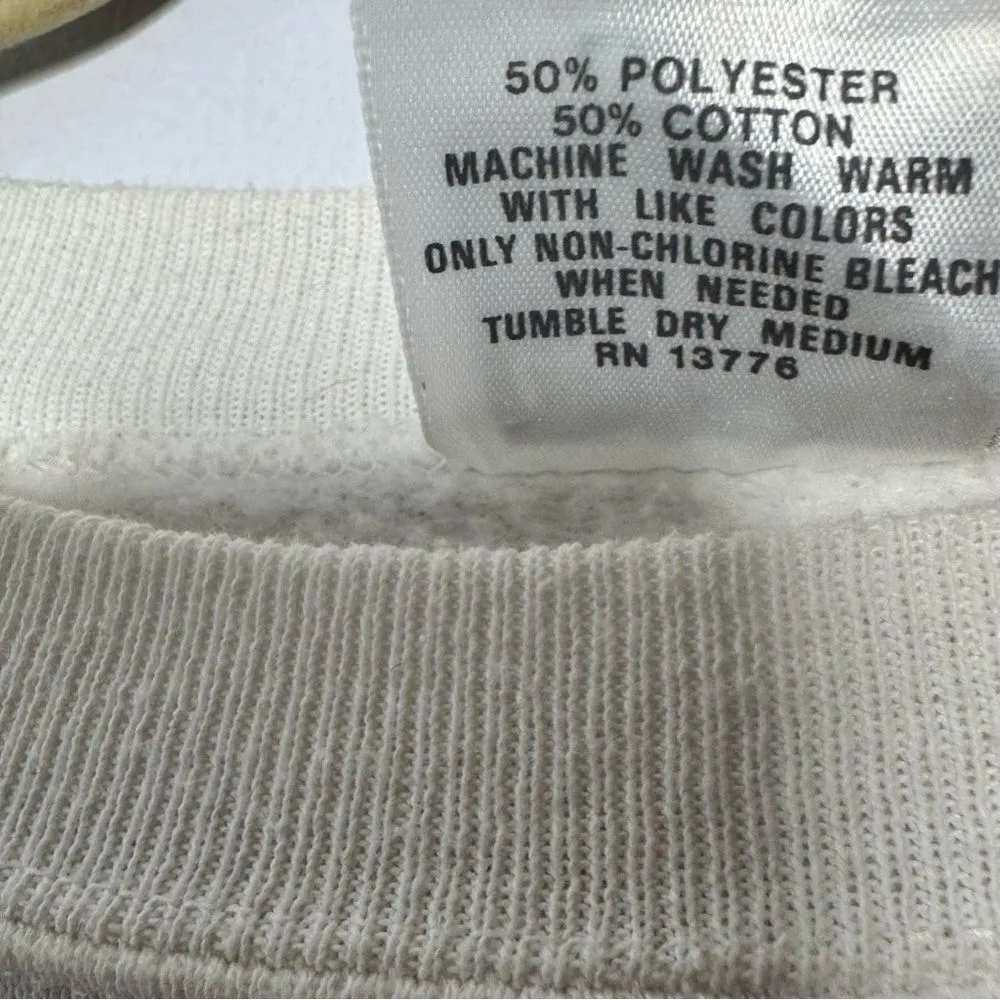 50% POLYESTER
50% COTTON
MACHINE WASH WARM
WITH LIKE COLORS
ONLY NON-CHLORINE BLEACH
WHEN NEEDED
TUMBLE DRY MEDIUM
RN 13776